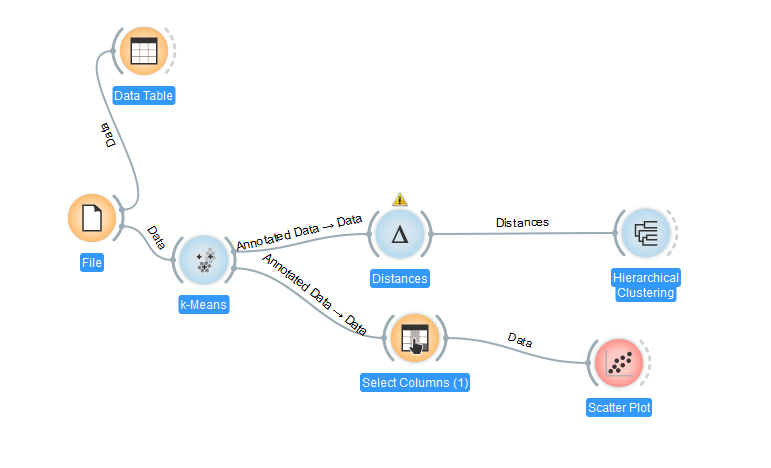 Data Table
Data
File
Data
k-Means
Annotated Data → Data
Distances
Distances
Hierarchical
Clustering
Annotated Data → Data
Select Columns (1)
Data
Scatter Plot